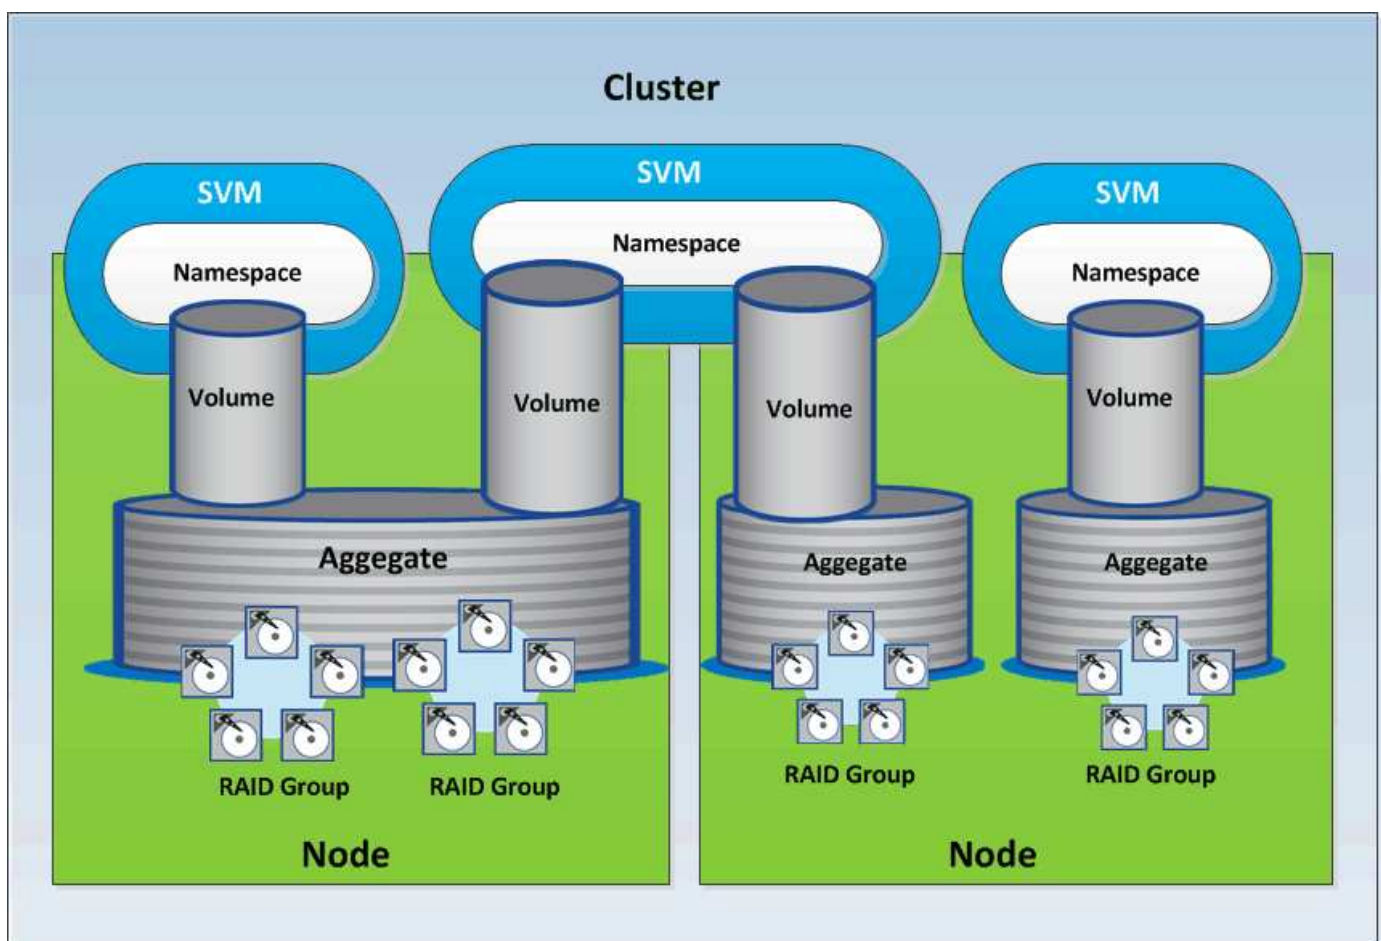 Cluster
SVM
SVM
SVM
Namespace
Namespace
Namespace
Volume
Volume
Volume
Volume
Aggegate
Aggegate
Aggegate
RAID Group
RAID Group
RAID Group
RAID Group
Node
Node